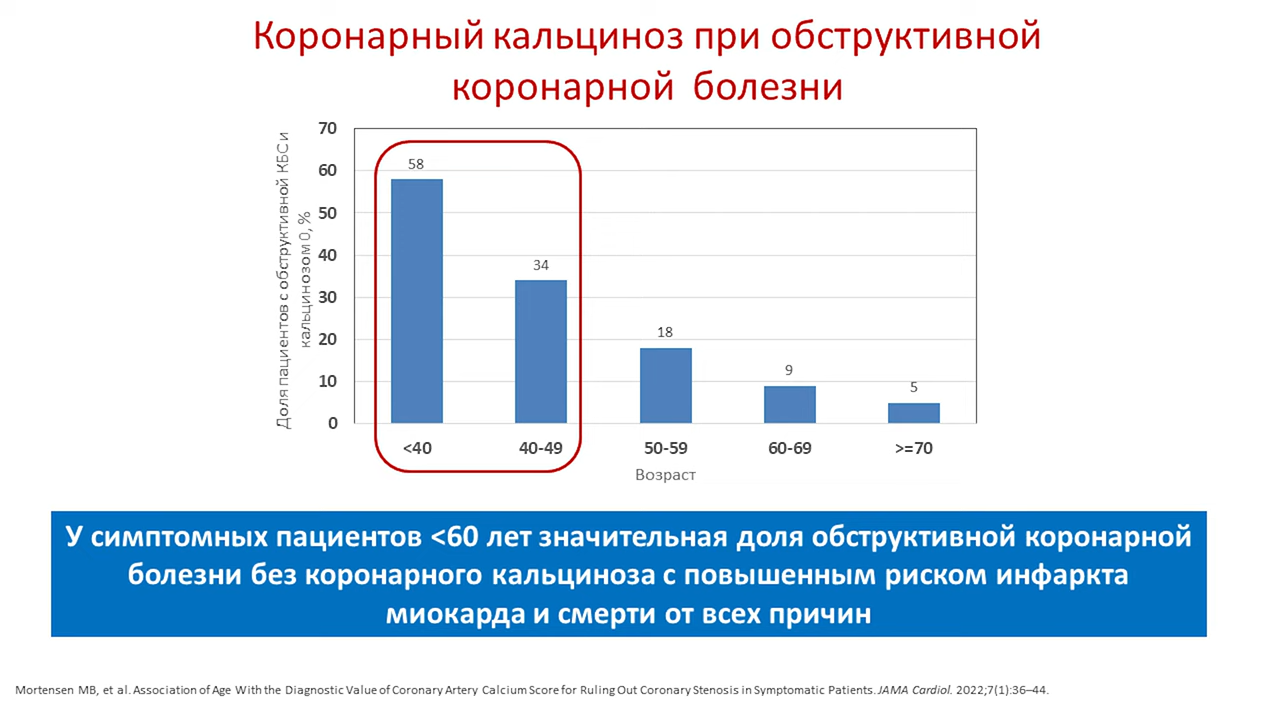 Коронарный кальциноз при обструктивной
коронарной болезни
Доля пациентов с обструктивной КБС и
кальцинозом 0, %
70
60
50
40
30
20
10
0
58
34
18
9
5
<40
40-49
50-59
60-69
>=70
Возраст
У симптомных пациентов <60 лет значительная доля обструктивной коронарной
болезни без коронарного кальциноза с повышенным риском инфаркта
миокарда и смерти от всех причин
Mortensen MB, et al. Association of Age With the Diagnostic Value of Coronary Artery Calcium Score for Ruling Out Coronary Stenosis in Symptomatic Patients. JAMA Cardiol. 2022;7(1):36–44.